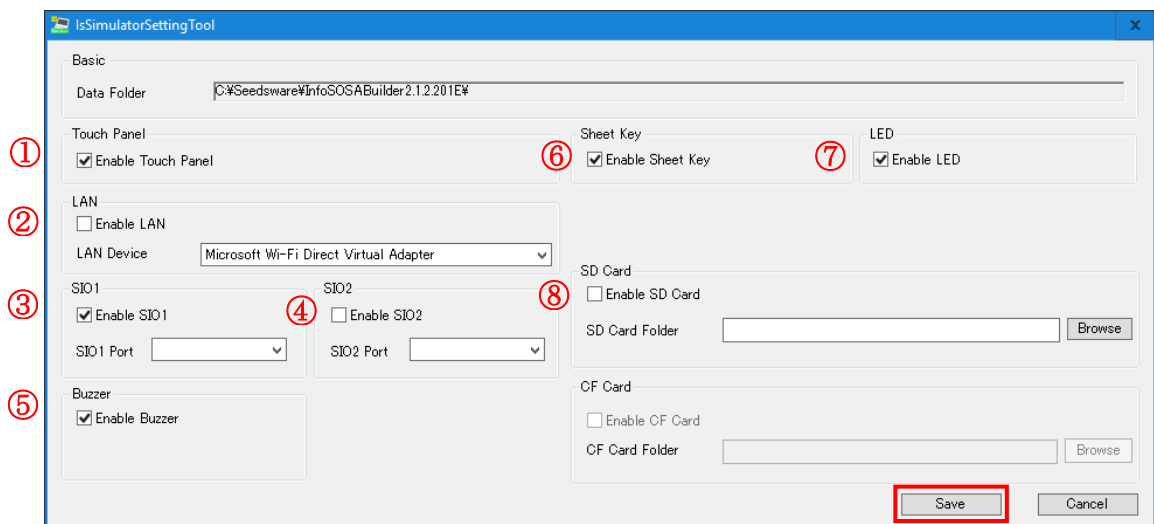 IsSimulatorSettingTool
x
Basic
Data Folder C:¥Seedsware¥InfoSOSABuilder2.1.2.201E¥
Touch Panel
① Enable Touch Panel
Sheet Key
⑥ Enable Sheet Key
LED
⑦ Enable LED
LAN
② Enable LAN
LAN Device Microsoft Wi-Fi Direct Virtual Adapter
SIO1
③ Enable SIO1
SIO1 Port
SIO2
④ Enable SIO2
SIO2 Port
SD Card
⑧ Enable SD Card
SD Card Folder Browse
Buzzer
⑤ Enable Buzzer
CF Card
Enable CF Card
CF Card Folder Browse
Save Cancel